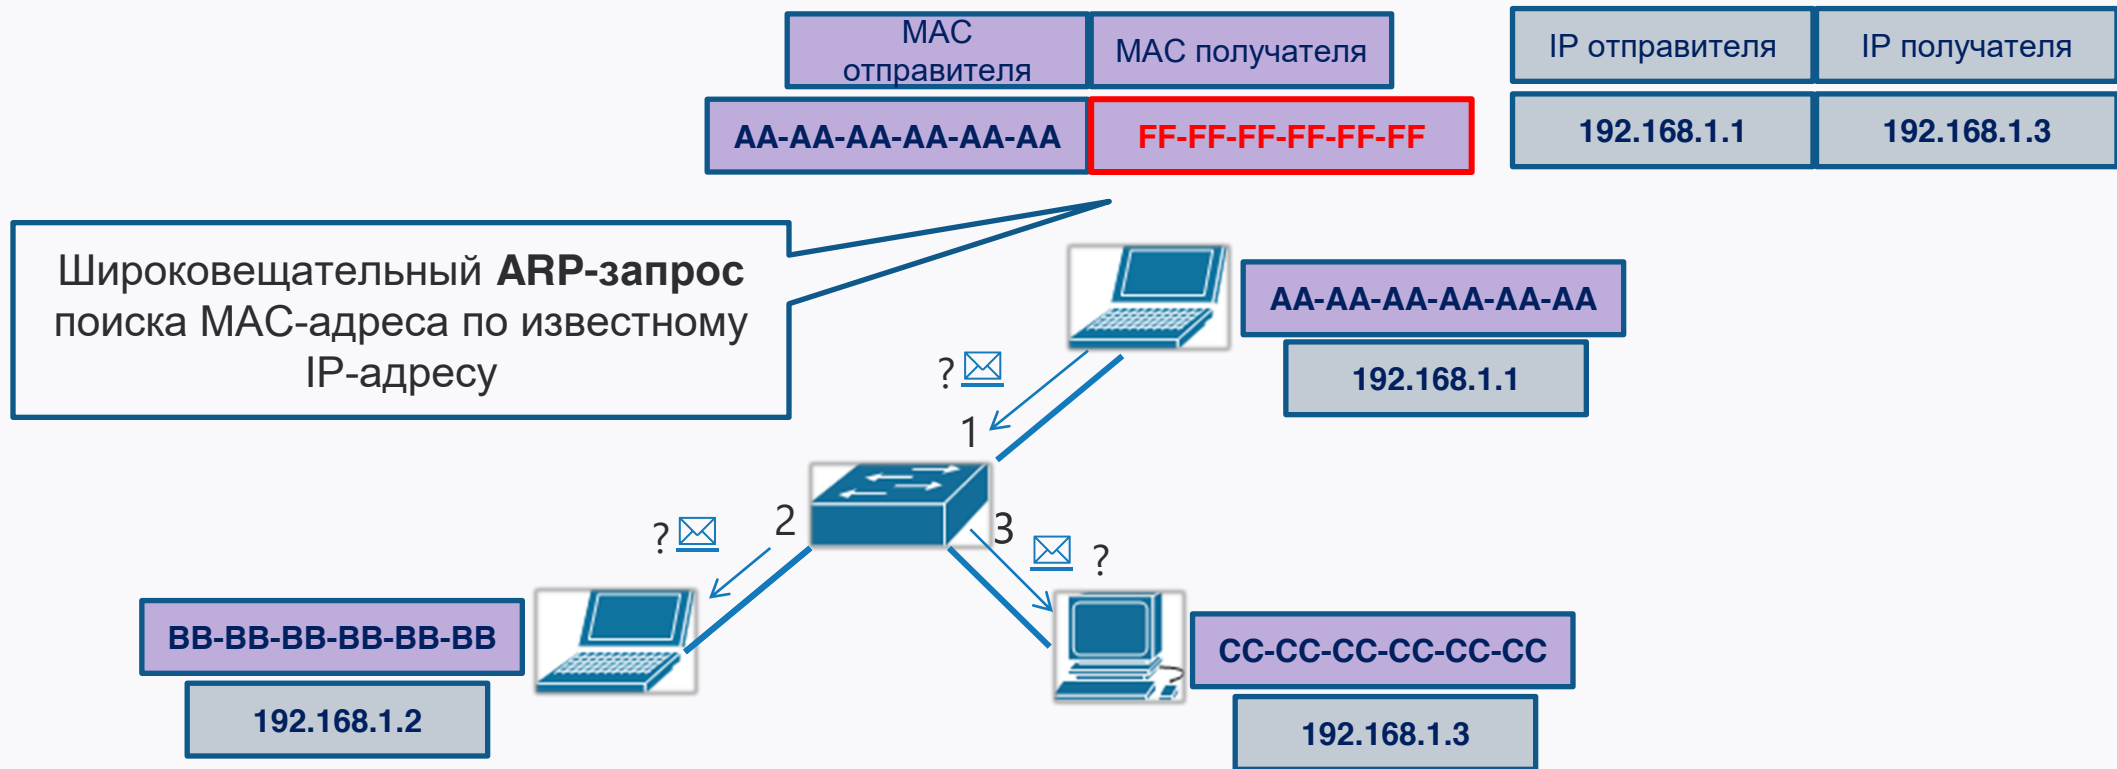 MAC
отправителя
MAC получателя
IP отправителя
IP получателя
AA-AA-AA-AA-AA-AA
FF-FF-FF-FF-FF-FF
192.168.1.1
192.168.1.3
Широковещательный ARP-запрос
поиска MAC-адреса по известному
IP-адресу
AA-AA-AA-AA-AA-AA
192.168.1.1
?
1
2
?
3
?
BB-BB-BB-BB-BB-BB
192.168.1.2
CC-CC-CC-CC-CC-CC
192.168.1.3